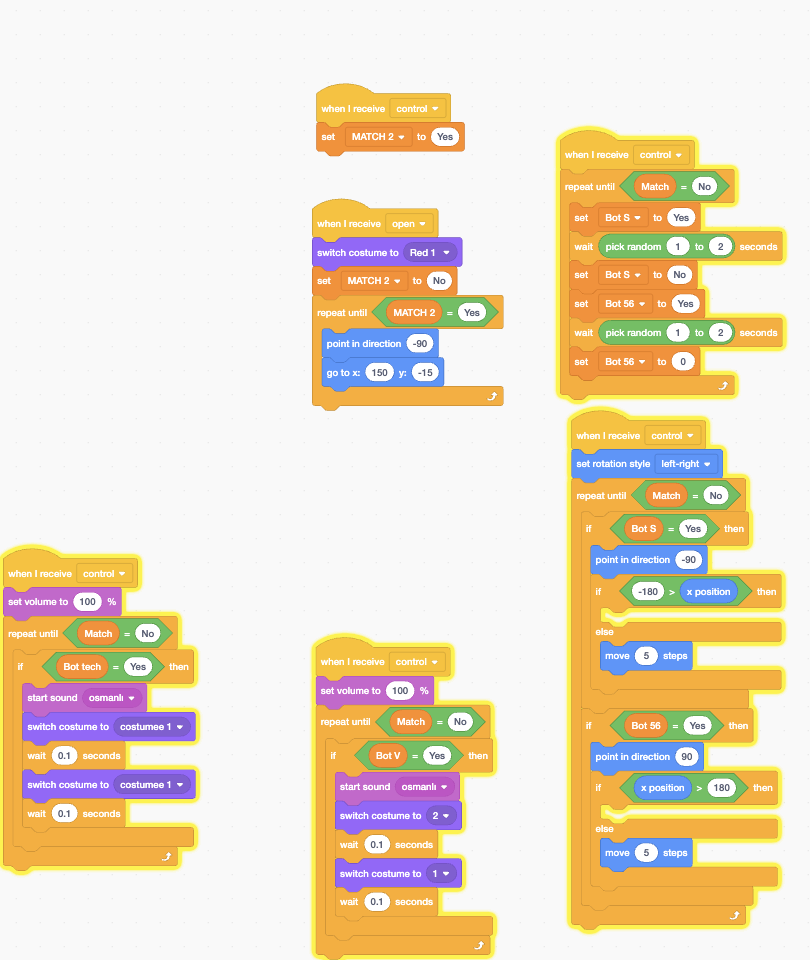 when I receive control
set MATCH 2 to Yes
when I receive open
switch costume to Red 1
set MATCH 2 to No
repeat until MATCH 2 = Yes
point in direction -90
go to x: 150 y: -15
when I receive control
repeat until Match = No
set Bot S to Yes
wait pick random 1 to 2 seconds
set Bot S to No
set Bot 56 to Yes
wait pick random 1 to 2 seconds
set Bot 56 to 0
when I receive control
set rotation style left-right
repeat until Match = No
if Bot S = Yes then
point in direction -90
if -180 > x position then
else
move 5 steps
if Bot 56 = Yes then
point in direction 90
if x position > 180 then
else
move 5 steps
when I receive control
set volume to 100 %
repeat until Match = No
if Bot tech = Yes then
start sound osmanlı
switch costume to costumee 1
wait 0.1 seconds
switch costume to costumee 1
wait 0.1 seconds
when I receive control
set volume to 100 %
repeat until Match = No
if Bot V = Yes then
start sound osmanlı
switch costume to 2
wait 0.1 seconds
switch costume to 1
wait 0.1 seconds